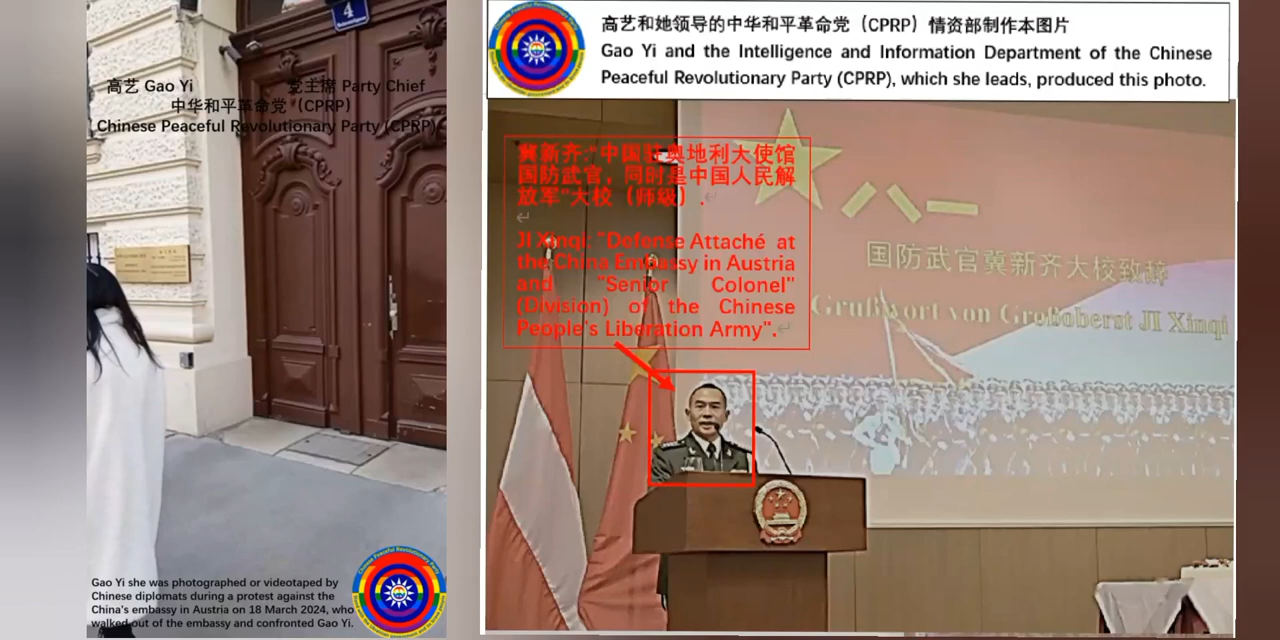 4
高艺 Gao Yi 党主席 Party Chief
中华和平革命党 (CPRP)
Chinese Peaceful Revolutionary Party (CPRP)
Gao Yi she was photographed or videotaped by
Chinese diplomats during a protest against the
China's embassy in Austria on 18 March 2024, who
walked out of the embassy and confronted Gao Yi.
Chinese Peaceful Revolutionary Party
高艺和她领导的中华和平革命党（CPRP）情资部制作本图片
Gao Yi and the Intelligence and Information Department of the Chinese
Peaceful Revolutionary Party (CPRP), which she leads, produced this photo.
冀新齐:"中国驻奥地利大使馆
国防武官，同时是中国人民解
放军"大校（师级）.
JI Xinqi: "Defense Attaché at
the China Embassy in Austria
and "Senior Colonel"
(Division) of the Chinese
People's Liberation Army".
八一
国防武官冀新齐大校致辞
Grußwort von Großoberst JI Xinqi